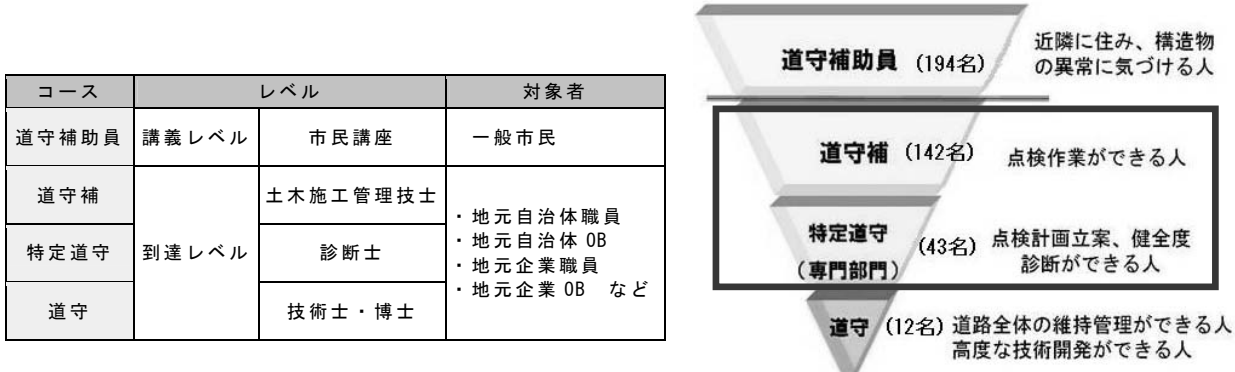 コース レベル 対象者
道守補助員 講義レベル 市民講座 一般市民
道守補 到達レベル 土木施工管理技士
特定道守 診断士
道守 技術士・博士
・地元自治体職員
・地元自治体OB
・地元企業職員
・地元企業OB など
道守補助員 (194名)
近隣に住み、構造物
の異常に気づける人
道守補 (142名) 点検作業ができる人
特定道守
(専門部門)
(43名) 点検計画立案、健全度
診断ができる人
道守 (12名) 道路全体の維持管理ができる人
高度な技術開発ができる人